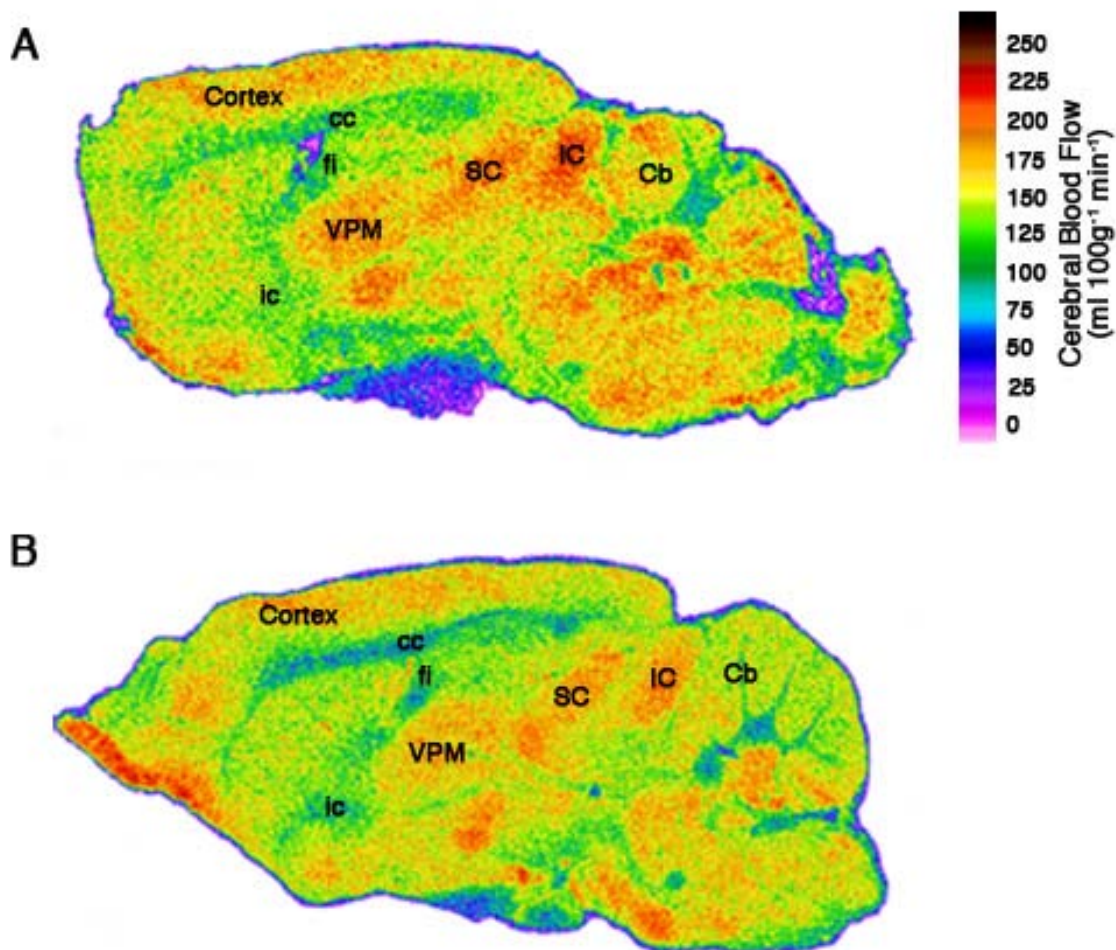 A
Cortex
cc
fi
SC
IC
Cb
VPM
ic
250
225
200
175
150
125
100
75
50
25
0
Cerebral Blood Flow
(ml 100g⁻¹ min⁻¹)
B
Cortex
cc
fi
SC
IC
Cb
VPM
ic